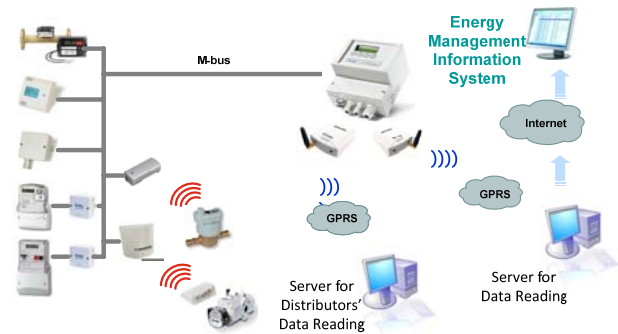 Energy
Management
Information
System
M-bus
Internet
GPRS
GPRS
Server for
Distributors’
Data Reading
Server for
Data Reading